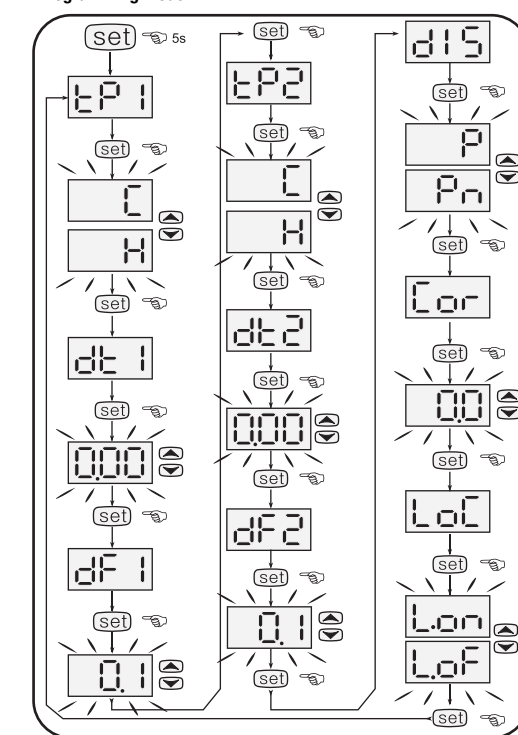 set 5s
tP1
set
C
H
set
dt1
set
0.00
set
dF1
set
0.1
set
tP2
set
C
H
set
dt2
set
0.00
set
dF2
set
0.1
set
dIS
set
P
Pn
set
Cor
set
0.0
set
LoC
set
L.on
L.oF
set